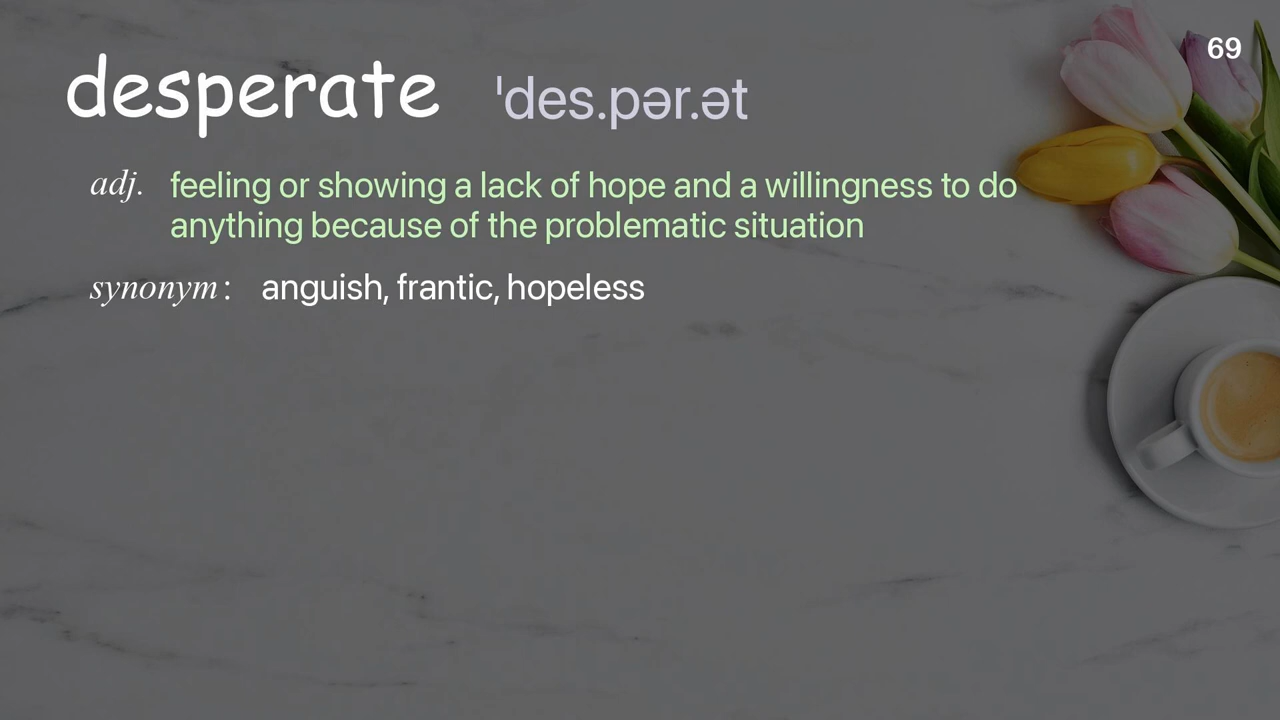 69
desperate ˈdes.pər.ət
adj. feeling or showing a lack of hope and a willingness to do
anything because of the problematic situation
synonym : anguish, frantic, hopeless